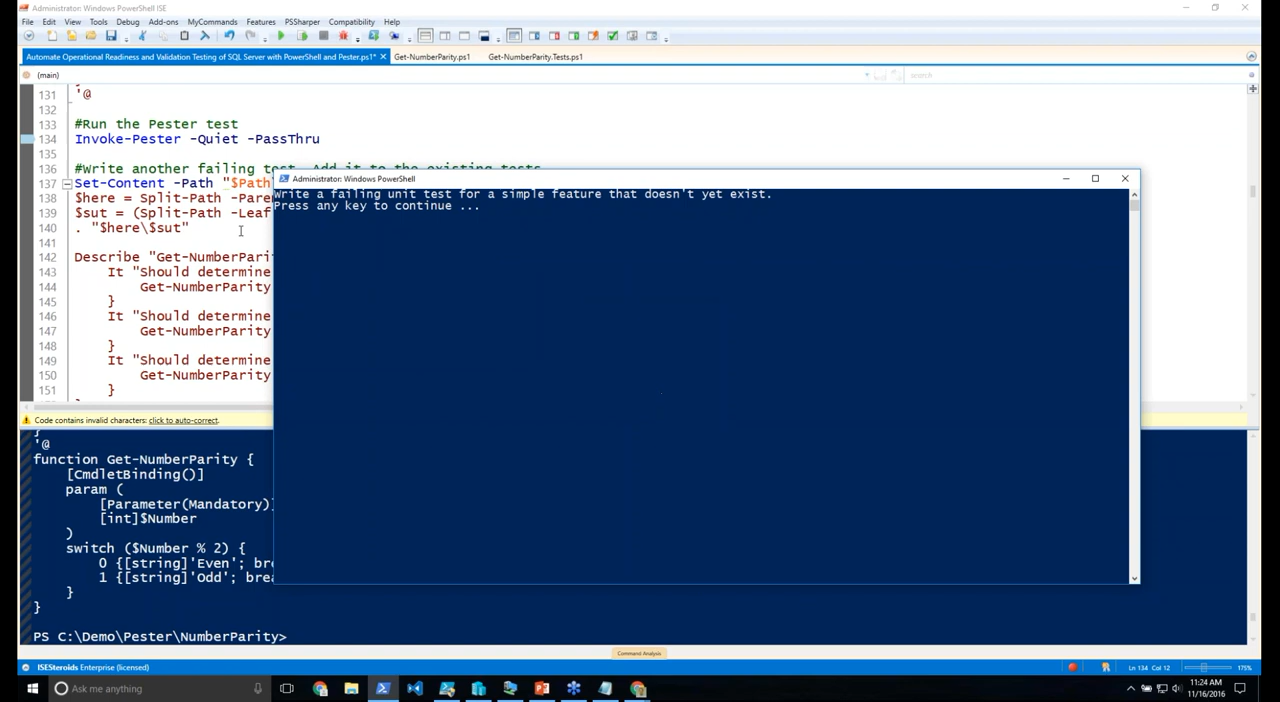 Administrator: Windows PowerShell ISE
File Edit View Tools Debug Add-ons MyCommands Features PSSharper Compatibility Help
Automate Operational Readiness and Validation Testing of SQL Server with PowerShell and Pester.ps1* Get-NumberParity.ps1 Get-NumberParity.Tests.ps1
(main) search
131 '@
132
133 #Run the Pester test
134 Invoke-Pester -Quiet -PassThru
135
136 #Write another failing test. Add it to the existing tests
137 Set-Content -Path "$Path
138 $here = Split-Path -Pare
139 $sut = (Split-Path -Leaf
140 . "$here\$sut"
141
142 Describe "Get-NumberPari
143 It "Should determine
144 Get-NumberParity
145 }
146 It "Should determine
147 Get-NumberParity
148 }
149 It "Should determine
150 Get-NumberParity
151 }
Administrator: Windows PowerShell
Write a failing unit test for a simple feature that doesn't yet exist.
Press any key to continue ...
Code contains invalid characters: click to auto-correct.
}
'@
function Get-NumberParity {
[CmdletBinding()]
param (
[Parameter(Mandatory)]
[int]$Number
)
switch ($Number % 2) {
0 {[string]'Even'; bre
1 {[string]'Odd'; brea
}
}
PS C:\Demo\Pester\NumberParity>
Command Analysis
ISESteroids Enterprise (licensed) Ln 134 Col 12 175%
Ask me anything
11:24 AM
11/16/2016